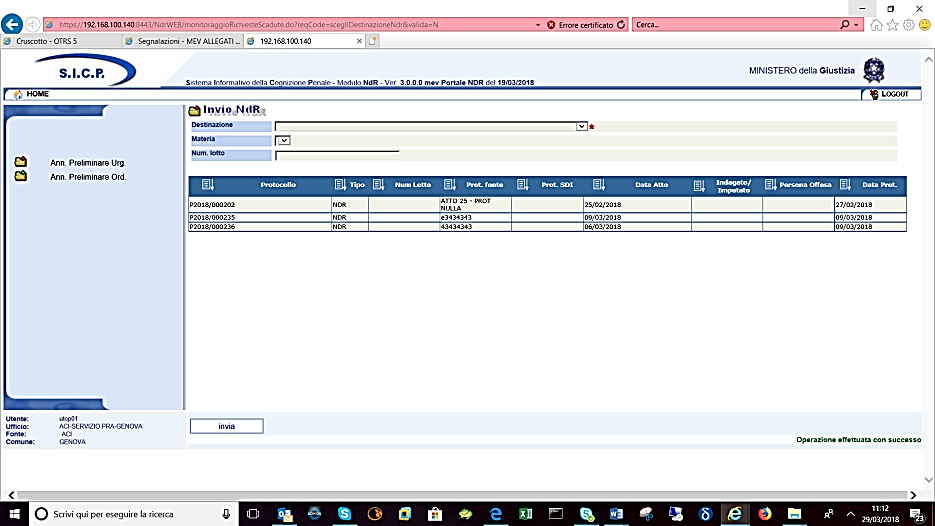 https://192.168.100.140:8443/NdrWEB/monitoraggioRichiesteScadute.do?reqCode=scegliDestinazioneNdr&valida=N Errore certificato Cerca...
Cruscotto - OTRS 5 Segnalazioni - MEV ALLEGATI ... 192.168.100.140
S.I.C.P.
Sistema Informativo della Cognizione Penale - Modulo NdR - Ver 3.0.0.0 mev Portale NDR del 19/03/2018
MINISTERO della Giustizia
HOME LOGOUT
Invio NdR
Destinazione
Materia
Num. lotto
Ann. Preliminare Urg.
Ann. Preliminare Ord.
Protocollo Tipo Num Lotto Prot. fonte Prot. SDI Data Atto Indagato/ Imputato Persona Offesa Data Prot.
P2018/000202 NDR ATTO 25 - PROT NULLA 25/02/2018 27/02/2018
P2018/000235 NDR e3434343 09/03/2018 09/03/2018
P2018/000236 NDR 43434343 06/03/2018 09/03/2018
Utente: utop01
Ufficio: ACI-SERVIZIO PRA-GENOVA
Fonte: ACI
Comune: GENOVA
invia
Operazione effettuata con successo
Scrivi qui per eseguire la ricerca
11:12
29/03/2018
23